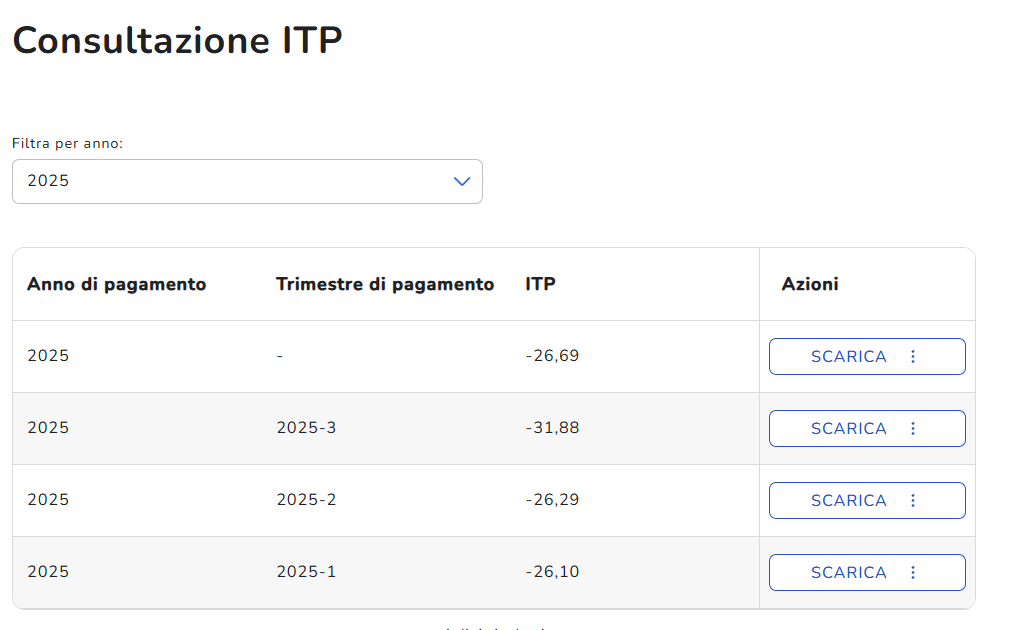 Consultazione ITP
Filtra per anno:
2025
Anno di pagamento Trimestre di pagamento ITP Azioni
2025 - -26,69 SCARICA
2025 2025-3 -31,88 SCARICA
2025 2025-2 -26,29 SCARICA
2025 2025-1 -26,10 SCARICA